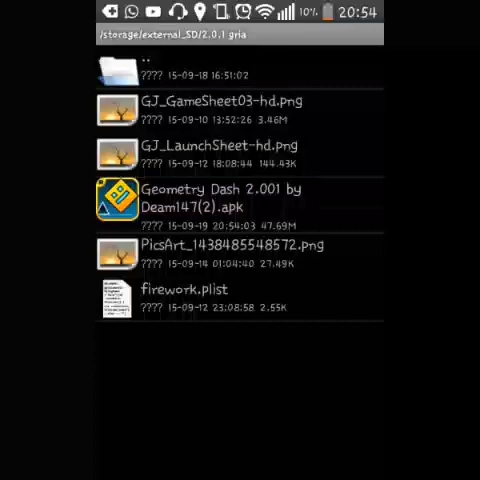 10% 20:54
/storage/external_SD/2.0.1 gria
..
???? 15-09-18 16:51:02
GJ_GameSheet03-hd.png
???? 15-09-10 13:52:26 3.46M
GJ_LaunchSheet-hd.png
???? 15-09-12 18:08:44 144.43K
Geometry Dash 2.001 by
Deam147(2).apk
???? 15-09-19 20:54:03 47.69M
PicsArt_1438485548572.png
???? 15-09-14 01:04:40 27.49K
firework.plist
???? 15-09-12 23:08:58 2.55K